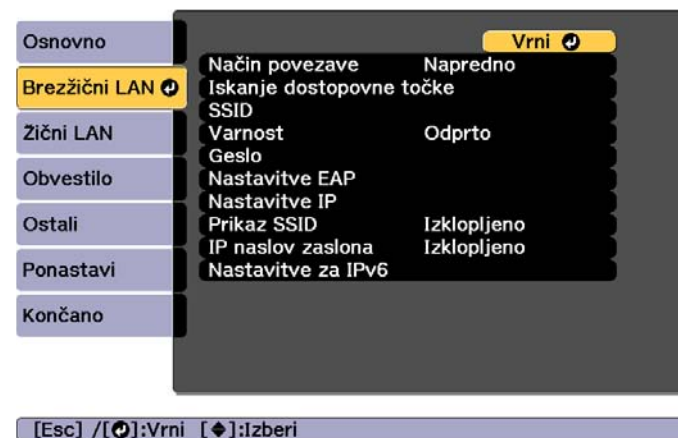 Osnovno
Brezžični LAN
Žični LAN
Obvestilo
Ostali
Ponastavi
Končano
Vrni
Način povezave Napredno
Iskanje dostopovne točke
SSID
Varnost Odprto
Geslo
Nastavitve EAP
Nastavitve IP
Prikaz SSID Izklopljeno
IP naslov zaslona Izklopljeno
Nastavitve za IPv6
[Esc] /[⏎]:Vrni [◆]:Izberi